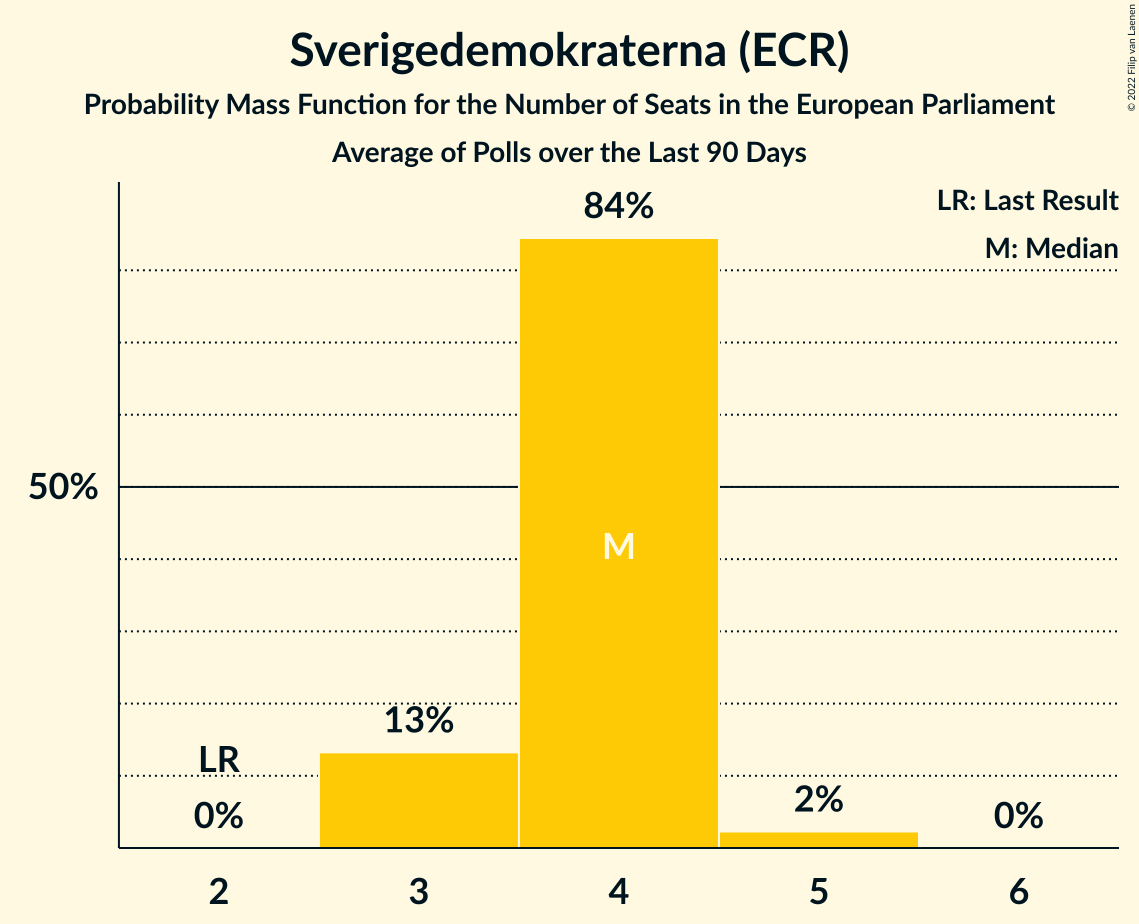 Sverigedemokraterna (ECR)
Probability Mass Function for the Number of Seats in the European Parliament
Average of Polls over the Last 90 Days
© 2022 Filip van Laenen
LR: Last Result
M: Median
84%
50%
M
13%
LR
2%
0%
0%
2 3 4 5 6